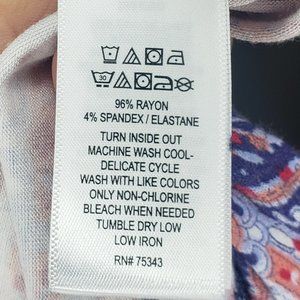 30
96% RAYON
4% SPANDEX / ELASTANE
TURN INSIDE OUT
MACHINE WASH COOL-
DELICATE CYCLE
WASH WITH LIKE COLORS
ONLY NON-CHLORINE
BLEACH WHEN NEEDED
TUMBLE DRY LOW
LOW IRON
RN# 75343